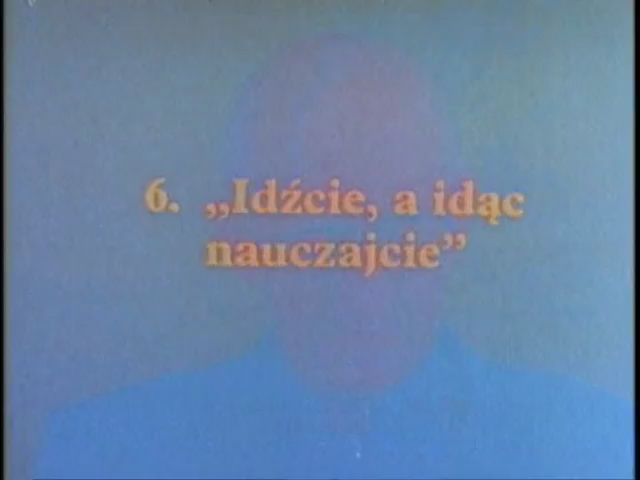 6. „Idźcie, a idąc
nauczajcie”